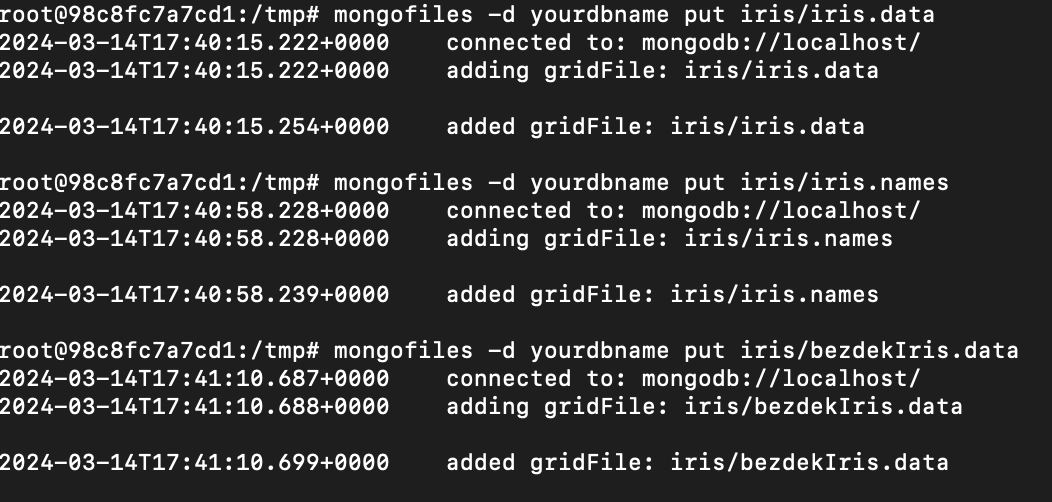 root@98c8fc7a7cd1:/tmp# mongofiles -d yourdbname put iris/iris.data
2024-03-14T17:40:15.222+0000    connected to: mongodb://localhost/
2024-03-14T17:40:15.222+0000    adding gridFile: iris/iris.data
2024-03-14T17:40:15.254+0000    added gridFile: iris/iris.data
root@98c8fc7a7cd1:/tmp# mongofiles -d yourdbname put iris/iris.names
2024-03-14T17:40:58.228+0000    connected to: mongodb://localhost/
2024-03-14T17:40:58.228+0000    adding gridFile: iris/iris.names
2024-03-14T17:40:58.239+0000    added gridFile: iris/iris.names
root@98c8fc7a7cd1:/tmp# mongofiles -d yourdbname put iris/bezdekIris.data
2024-03-14T17:41:10.687+0000    connected to: mongodb://localhost/
2024-03-14T17:41:10.688+0000    adding gridFile: iris/bezdekIris.data
2024-03-14T17:41:10.699+0000    added gridFile: iris/bezdekIris.data